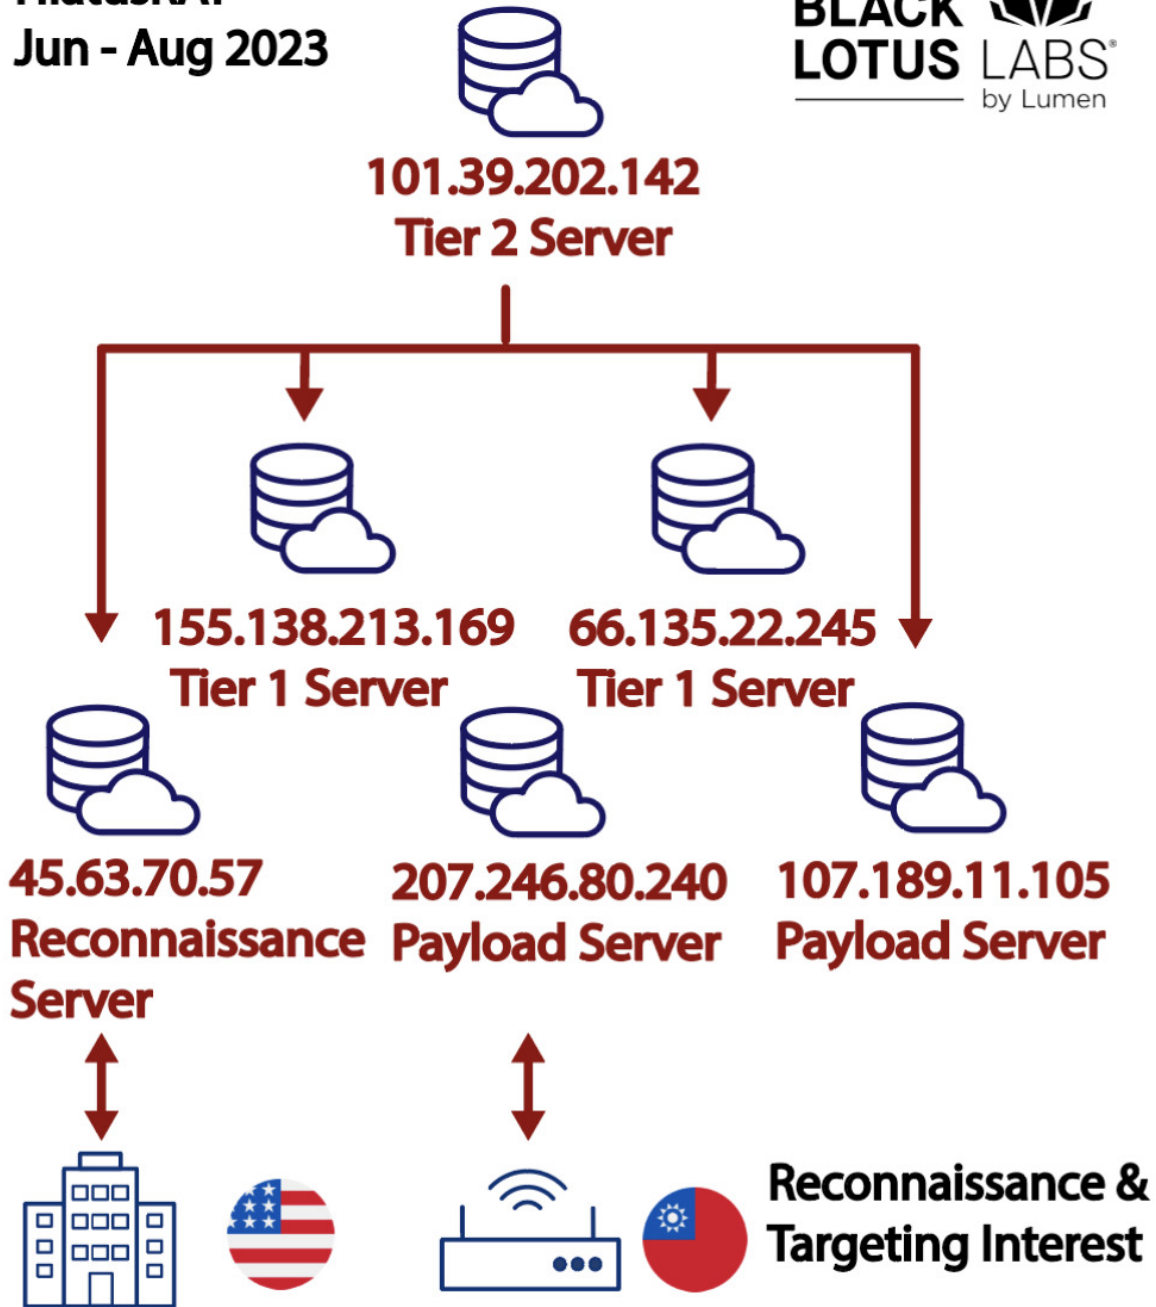 HiatusRAT
Jun - Aug 2023
BLACK
LOTUS LABS®
by Lumen
101.39.202.142
Tier 2 Server
155.138.213.169
Tier 1 Server
66.135.22.245
Tier 1 Server
45.63.70.57
Reconnaissance
Server
207.246.80.240
Payload Server
107.189.11.105
Payload Server
Reconnaissance &
Targeting Interest